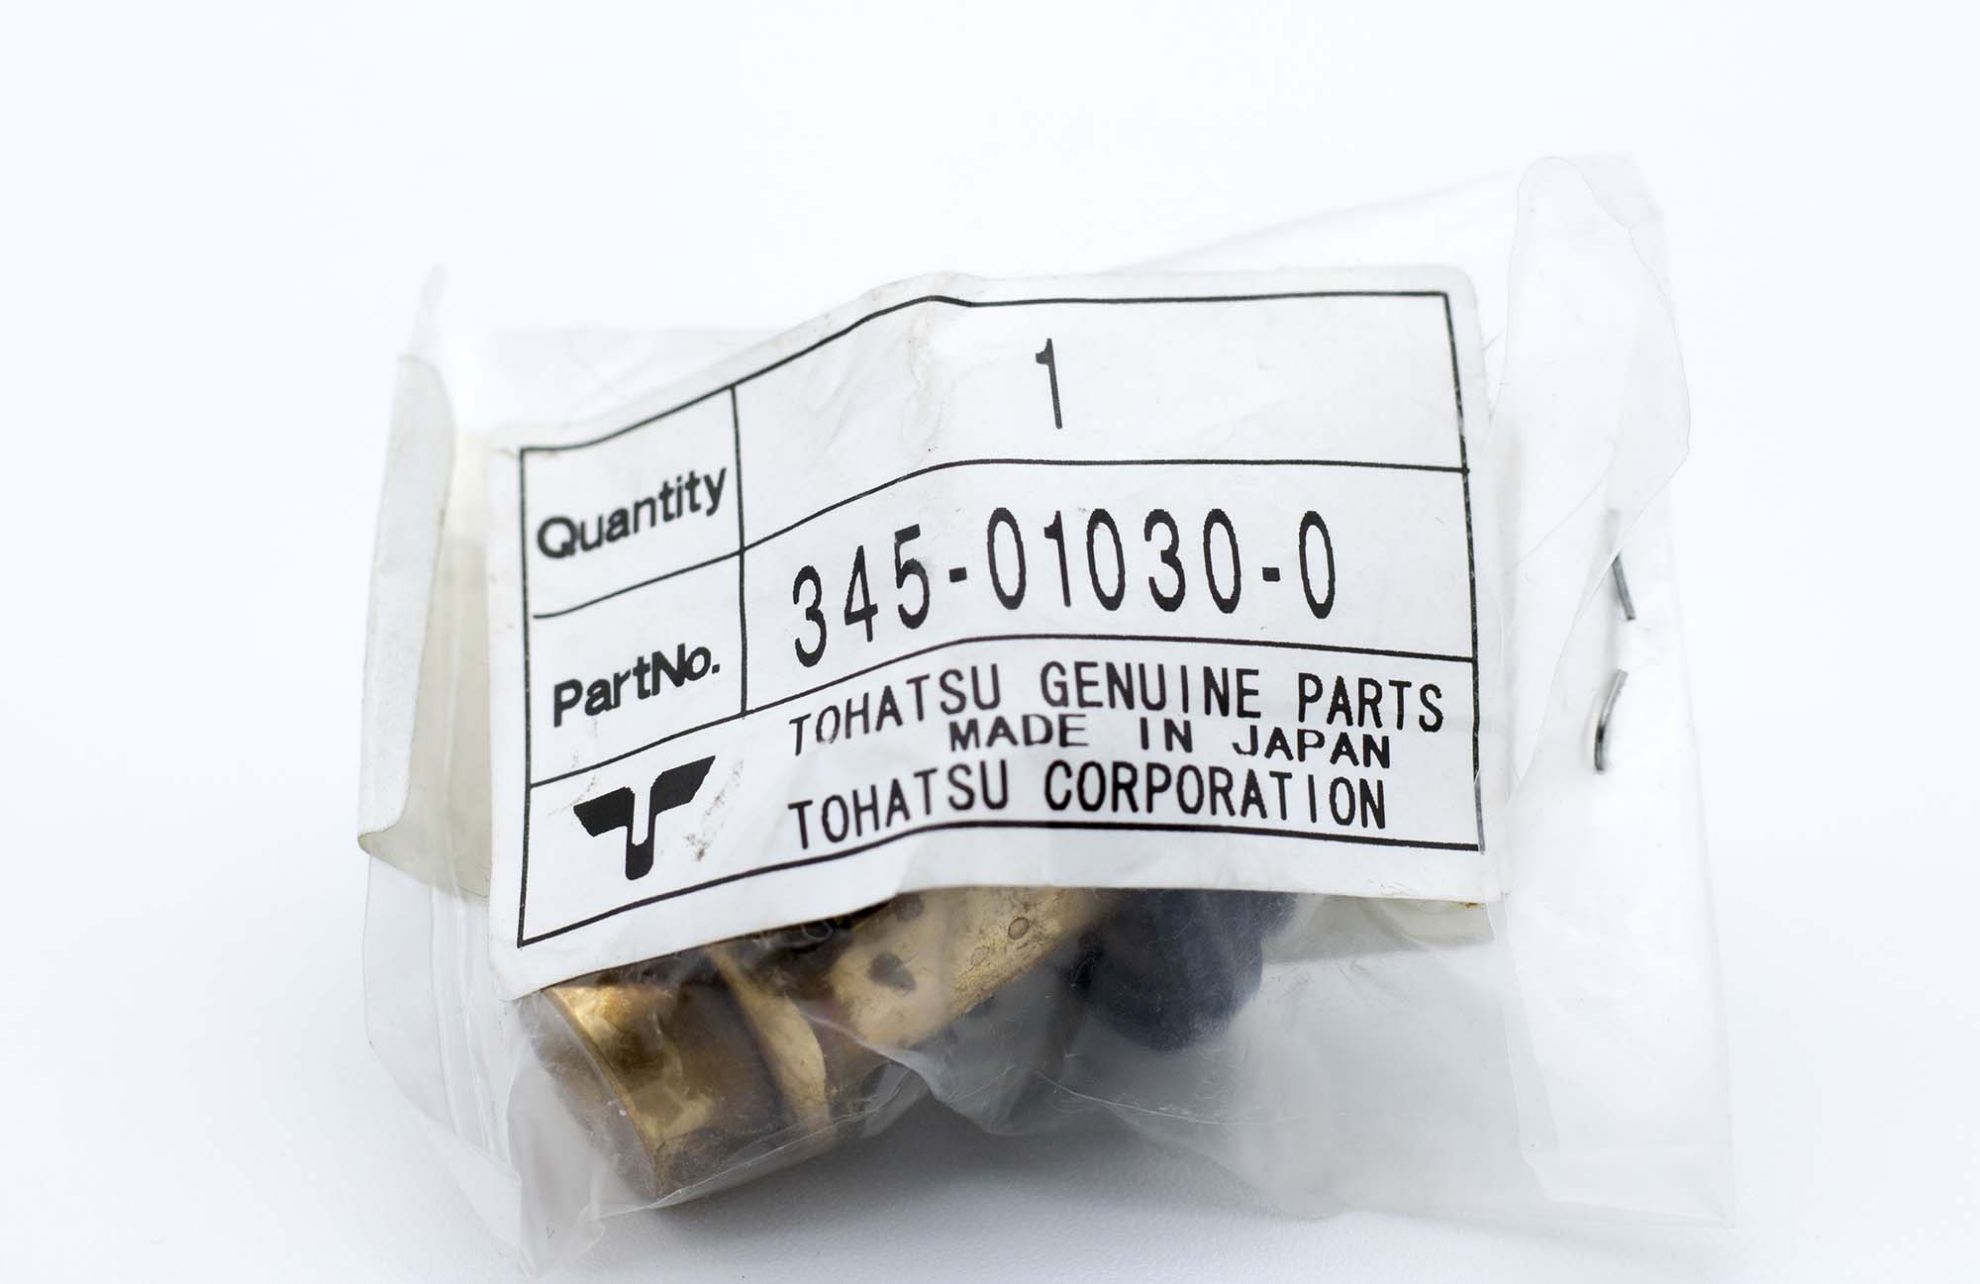 Quantity 1
PartNo. 345-01030-0
TOHATSU GENUINE PARTS
MADE IN JAPAN
TOHATSU CORPORATION